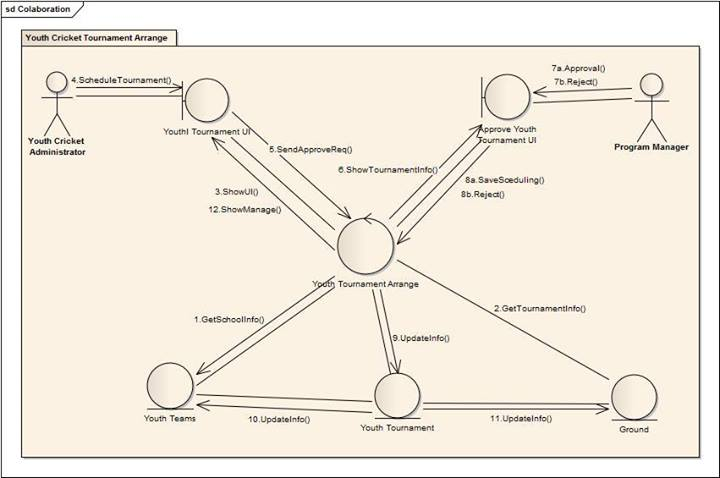 sd Colaboration
Youth Cricket Tournament Arrange
7a.Approval()
4.ScheduleTournament()
7b.Reject()
YouthI Tournament UI
Approve Youth
Tournament UI
Youth Cricket
Administrator
Program Manager
5.SendApproveReq()
6.ShowTournamentInfo()
8a.SaveSceduling()
3.ShowUI()
8b.Reject()
12.ShowManage()
Youth Tournament Arrange
2.GetTournamentInfo()
1.GetSchoolInfo()
9.UpdateInfo()
Youth Teams
10.UpdateInfo()
Youth Tournament
11.UpdateInfo()
Ground